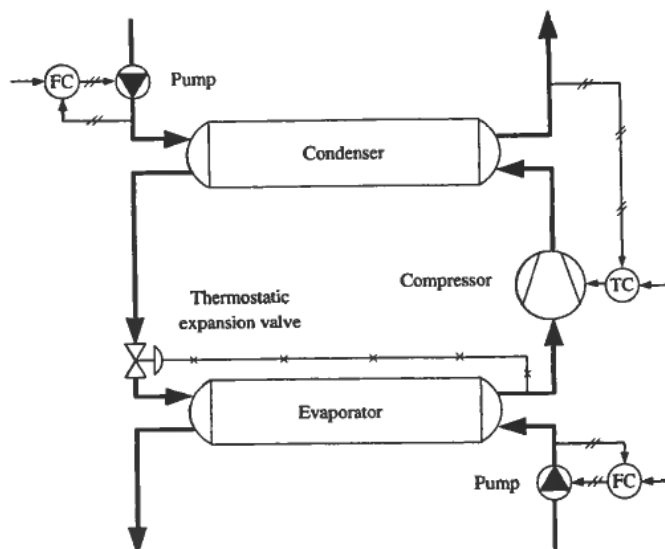 FC
Pump
Condenser
Compressor
TC
Thermostatic
expansion valve
Evaporator
Pump
FC